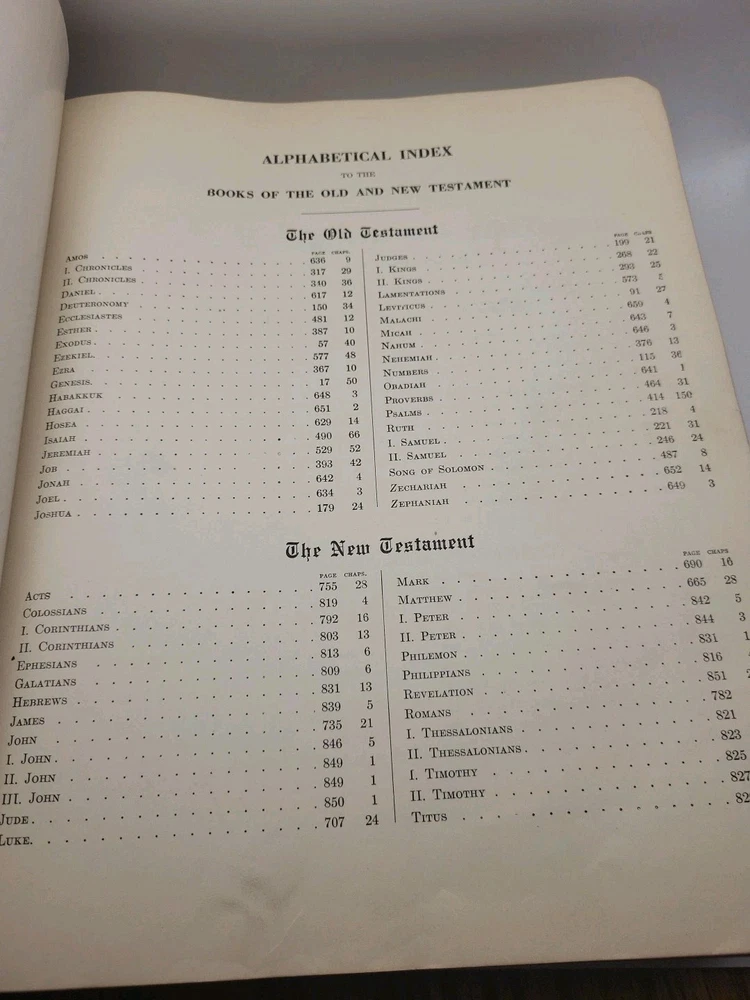 ALPHABETICAL INDEX
TO THE
BOOKS OF THE OLD AND NEW TESTAMENT
The Old Testament
PAGE CHAPS.
AMOS 636 9
I. CHRONICLES 317 29
II. CHRONICLES 340 36
DANIEL 617 12
DEUTERONOMY 150 34
ECCLESIASTES 481 12
ESTHER 387 10
EXODUS 57 40
EZEKIEL 577 48
EZRA 367 10
GENESIS 17 50
HABAKKUK 648 3
HAGGAI 651 2
HOSEA 629 14
ISAIAH 490 66
JEREMIAH 529 52
JOB 393 42
JONAH 642 4
JOEL 634 3
JOSHUA 179 24
PAGE CHAPS.
JUDGES 199 21
I. KINGS 268 22
II. KINGS 293 25
LAMENTATIONS 573 5
LEVITICUS 91 27
MALACHI 659 4
MICAH 643 7
NAHUM 646 3
NEHEMIAH 376 13
NUMBERS 115 36
OBADIAH 641 1
PROVERBS 464 31
PSALMS 414 150
RUTH 218 4
I. SAMUEL 221 31
II. SAMUEL 246 24
SONG OF SOLOMON 487 8
ZECHARIAH 652 14
ZEPHANIAH 649 3
The New Testament
PAGE CHAPS.
ACTS 755 28
COLOSSIANS 819 4
I. CORINTHIANS 792 16
II. CORINTHIANS 803 13
EPHESIANS 813 6
GALATIANS 809 6
HEBREWS 831 13
JAMES 839 5
JOHN 735 21
I. JOHN 846 5
II. JOHN 849 1
III. JOHN 849 1
JUDE 850 1
LUKE 707 24
PAGE CHAPS
MARK 690 16
MATTHEW 665 28
I. PETER 842 5
II. PETER 844 3
PHILEMON 831 1
PHILIPPIANS 816
REVELATION 851
ROMANS 782
I. THESSALONIANS 821
II. THESSALONIANS 823
I. TIMOTHY 825
II. TIMOTHY 827
TITUS